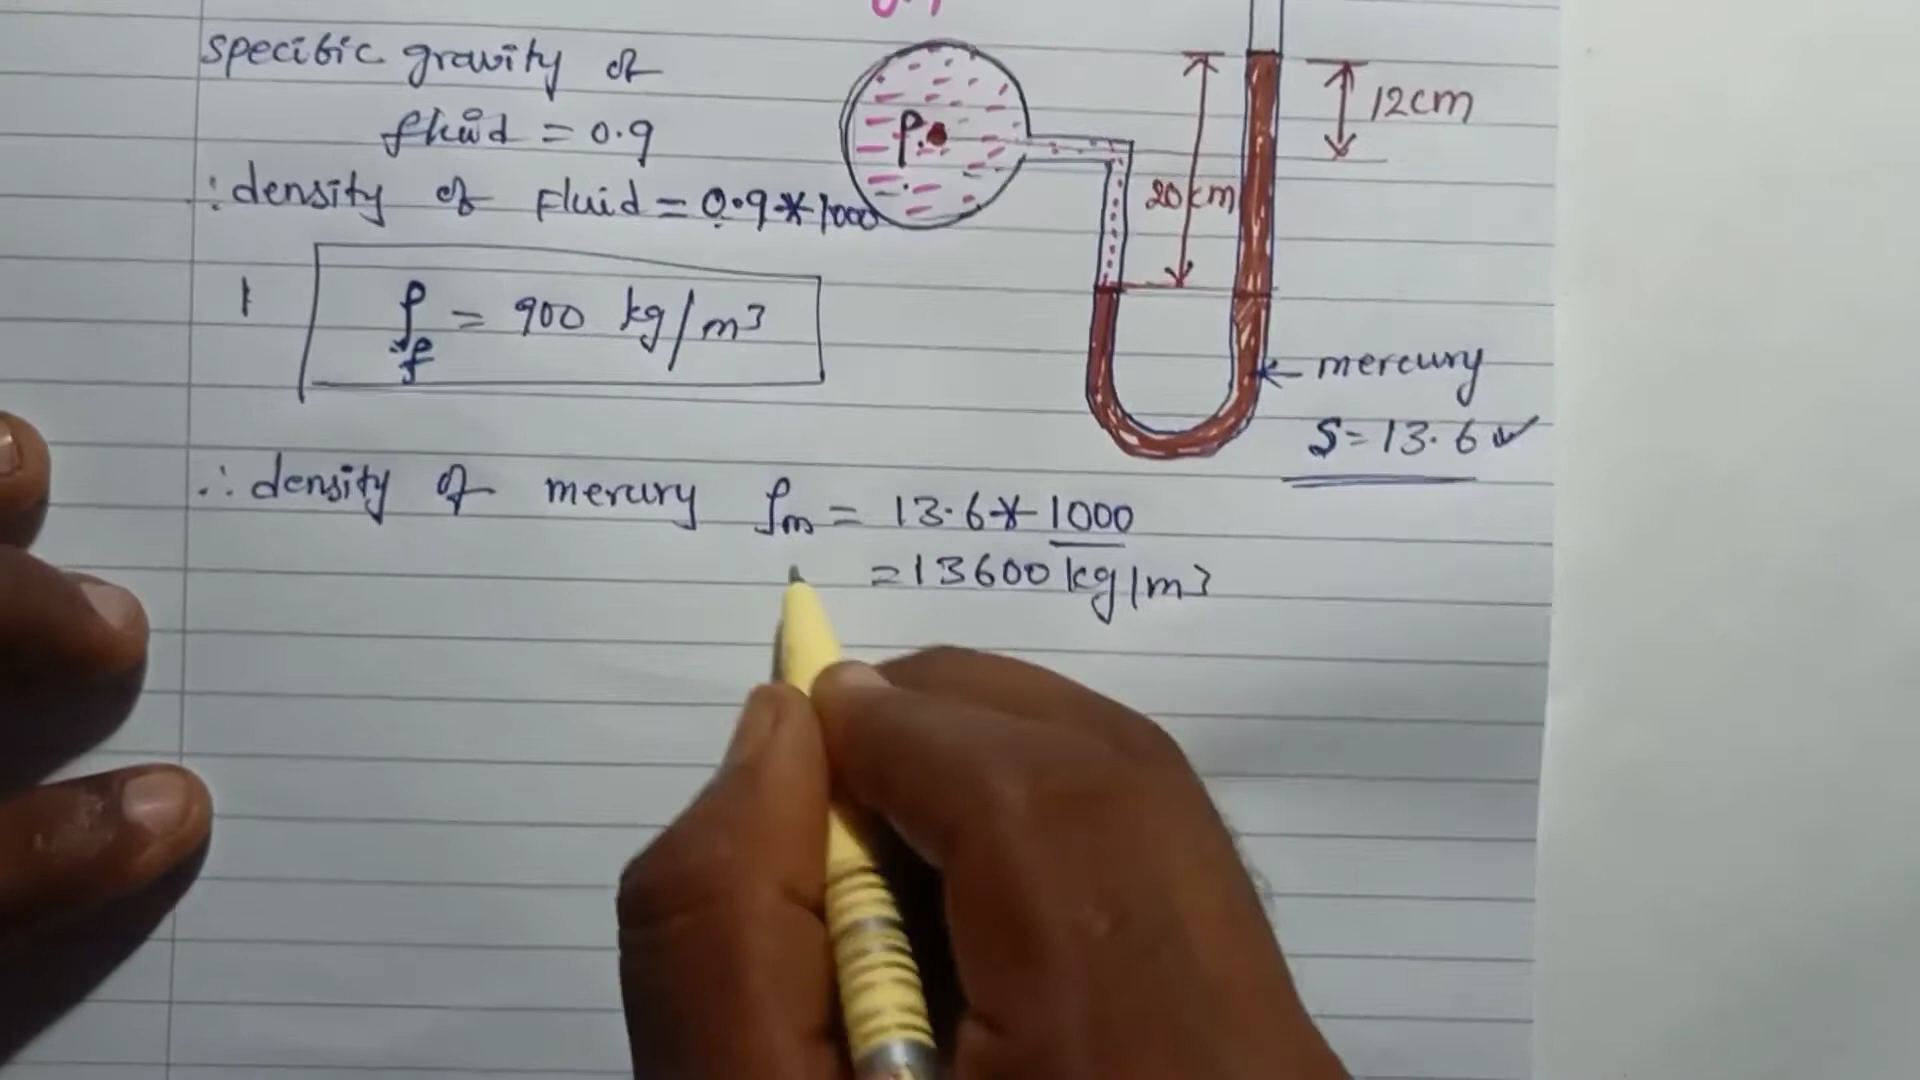 specific gravity of
fluid = 0.9
∴ density of fluid = 0.9 * 1000
ρf = 900 kg/m3
P.
20cm
12cm
mercury
S = 13.6
∴ density of mercury ρm = 13.6 * 1000
= 13600 kg/m3